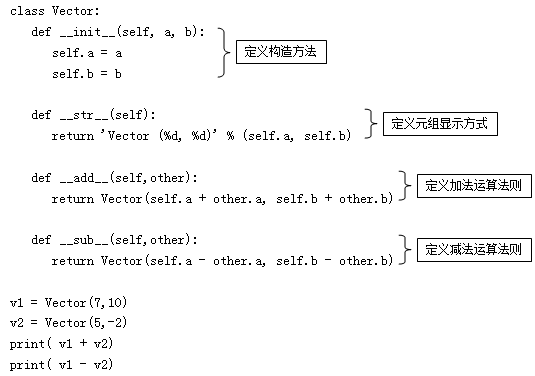 class Vector:
def __init__(self, a, b):
self.a = a
self.b = b
定义构造方法
def __str__(self):
return 'Vector (%d, %d)' % (self.a, self.b)
定义元组显示方式
def __add__(self,other):
return Vector(self.a + other.a, self.b + other.b)
定义加法运算法则
def __sub__(self,other):
return Vector(self.a - other.a, self.b - other.b)
定义减法运算法则
v1 = Vector(7,10)
v2 = Vector(5,-2)
print( v1 + v2)
print( v1 - v2)